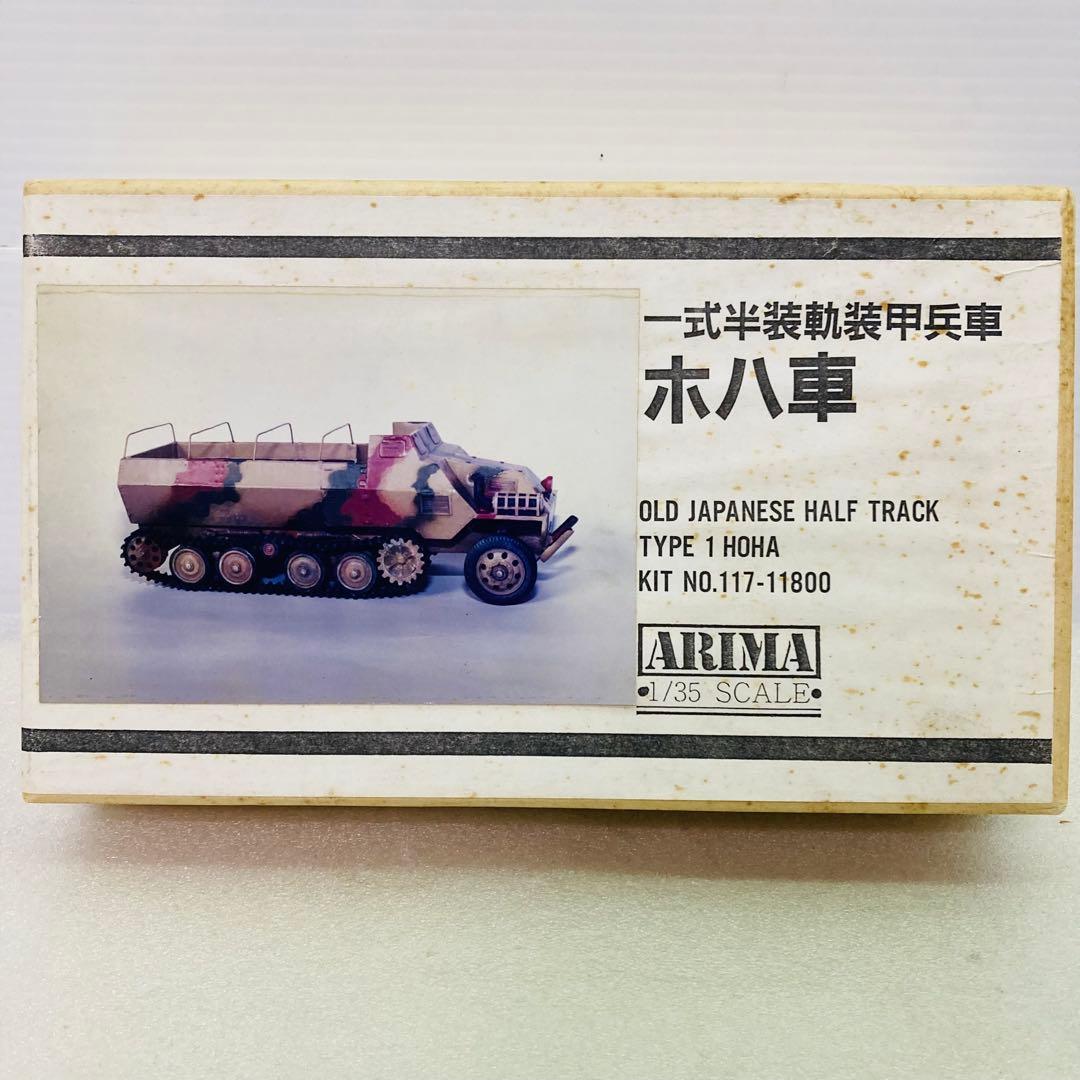 一式半装軌装甲兵車
ホハ車
OLD JAPANESE HALF TRACK
TYPE 1 HOHA
KIT NO.117-11800
ARIMA
•1/35 SCALE•